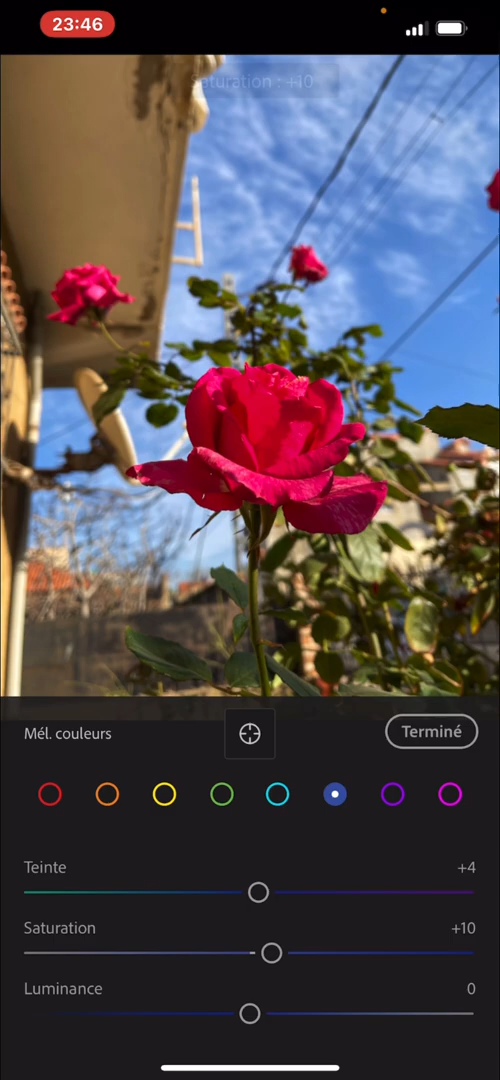 23:46
Saturation : +10
Mél. couleurs
Terminé
Teinte +4
Saturation +10
Luminance 0